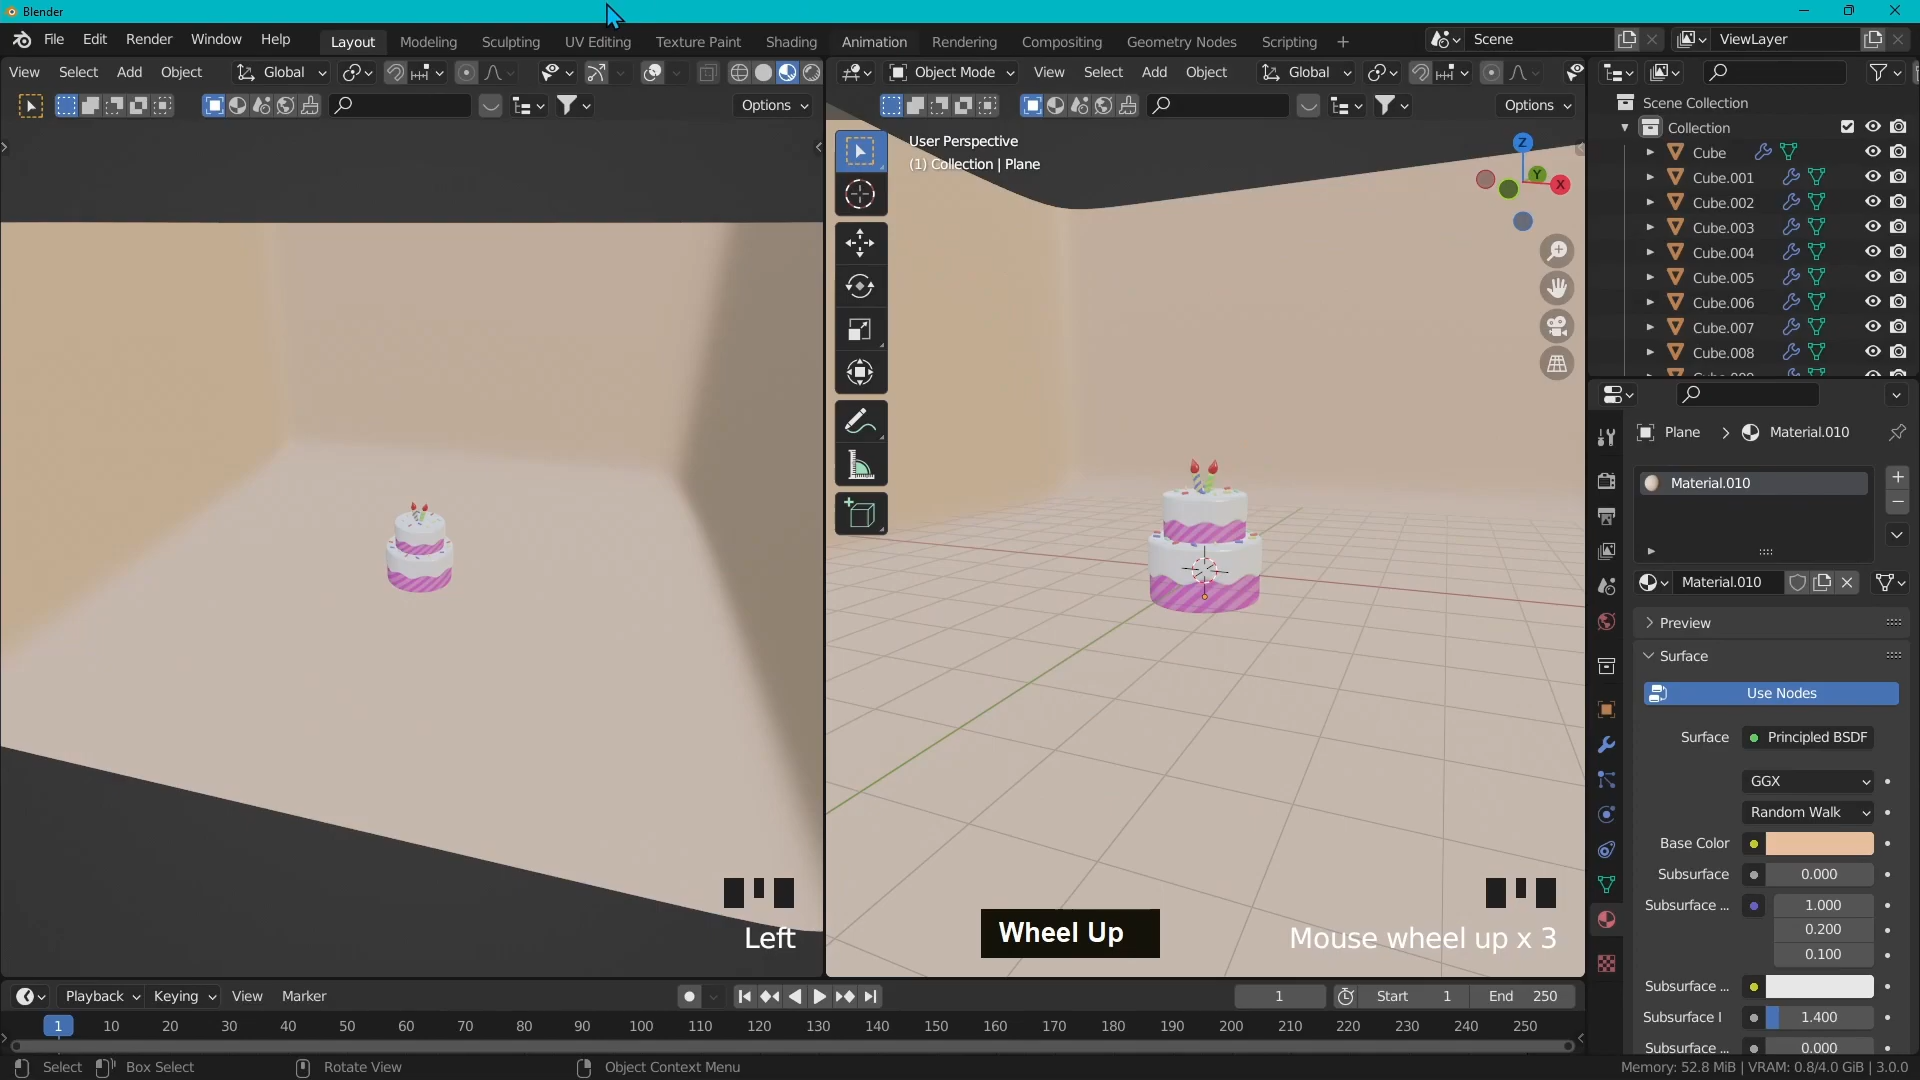 Blender
File Edit Render Window Help Layout Modeling Sculpting UV Editing Texture Paint Shading Animation Rendering Compositing Geometry Nodes Scripting + Scene ViewLayer
View Select Add Object Global Object Mode View Select Add Object Global
Options Options
User Perspective
(1) Collection | Plane
Z
Y
X
Scene Collection
Collection
Cube
Cube.001
Cube.002
Cube.003
Cube.004
Cube.005
Cube.006
Cube.007
Cube.008
Plane > Material.010
Material.010
Material.010
Preview
Surface
Use Nodes
Surface Principled BSDF
GGX
Random Walk
Base Color
Subsurface 0.000
Subsurface ... 1.000
0.200
0.100
Subsurface ...
Subsurface I 1.400
Subsurface ... 0.000
Left
Wheel Up
Mouse wheel up x 3
Playback Keying View Marker 1 Start 1 End 250
1 10 20 30 40 50 60 70 80 90 100 110 120 130 140 150 160 170 180 190 200 210 220 230 240 250
Select Box Select Rotate View Object Context Menu Memory: 52.8 MiB | VRAM: 0.8/4.0 GiB | 3.0.0